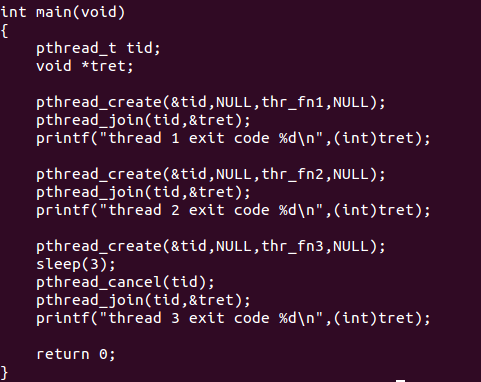 int main(void)
{
    pthread_t tid;
    void *tret;
    pthread_create(&tid,NULL,thr_fn1,NULL);
    pthread_join(tid,&tret);
    printf("thread 1 exit code %d\n",(int)tret);
    pthread_create(&tid,NULL,thr_fn2,NULL);
    pthread_join(tid,&tret);
    printf("thread 2 exit code %d\n",(int)tret);
    pthread_create(&tid,NULL,thr_fn3,NULL);
    sleep(3);
    pthread_cancel(tid);
    pthread_join(tid,&tret);
    printf("thread 3 exit code %d\n",(int)tret);
    return 0;
}